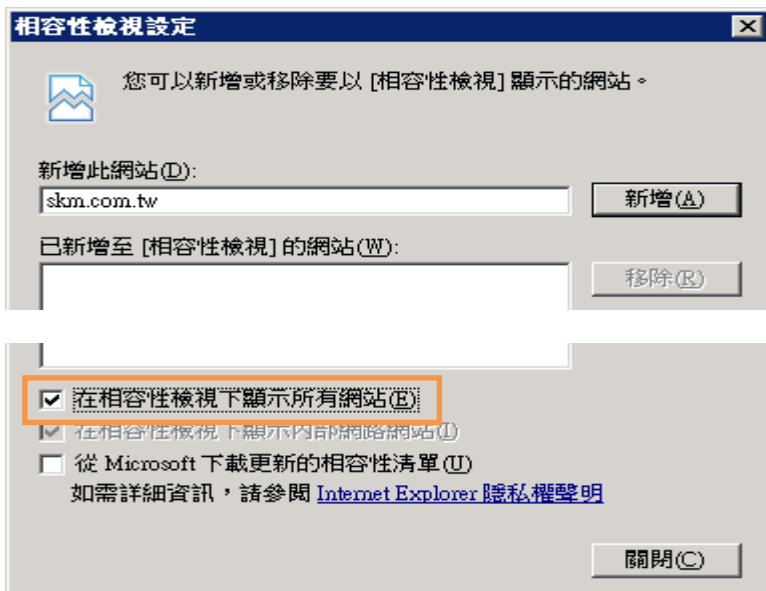 相容性檢視設定
您可以新增或移除要以 [相容性檢視] 顯示的網站。
新增此網站(D):
skm.com.tw
新增(A)
已新增至 [相容性檢視] 的網站(W):
移除(R)
在相容性檢視下顯示所有網站(E)
在相容性檢視下顯示內部網路網站(I)
從 Microsoft 下載更新的相容性清單(U)
如需詳細資訊，請參閱 Internet Explorer 隱私權聲明
關閉(C)